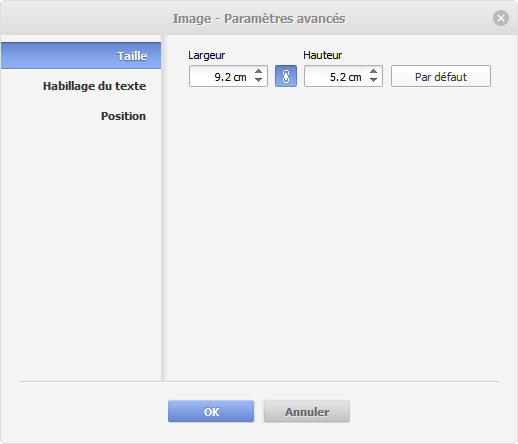 Image - Paramètres avancés
Taille
Habillage du texte
Position
Largeur
Hauteur
9.2 cm
5.2 cm
Par défaut
OK
Annuler